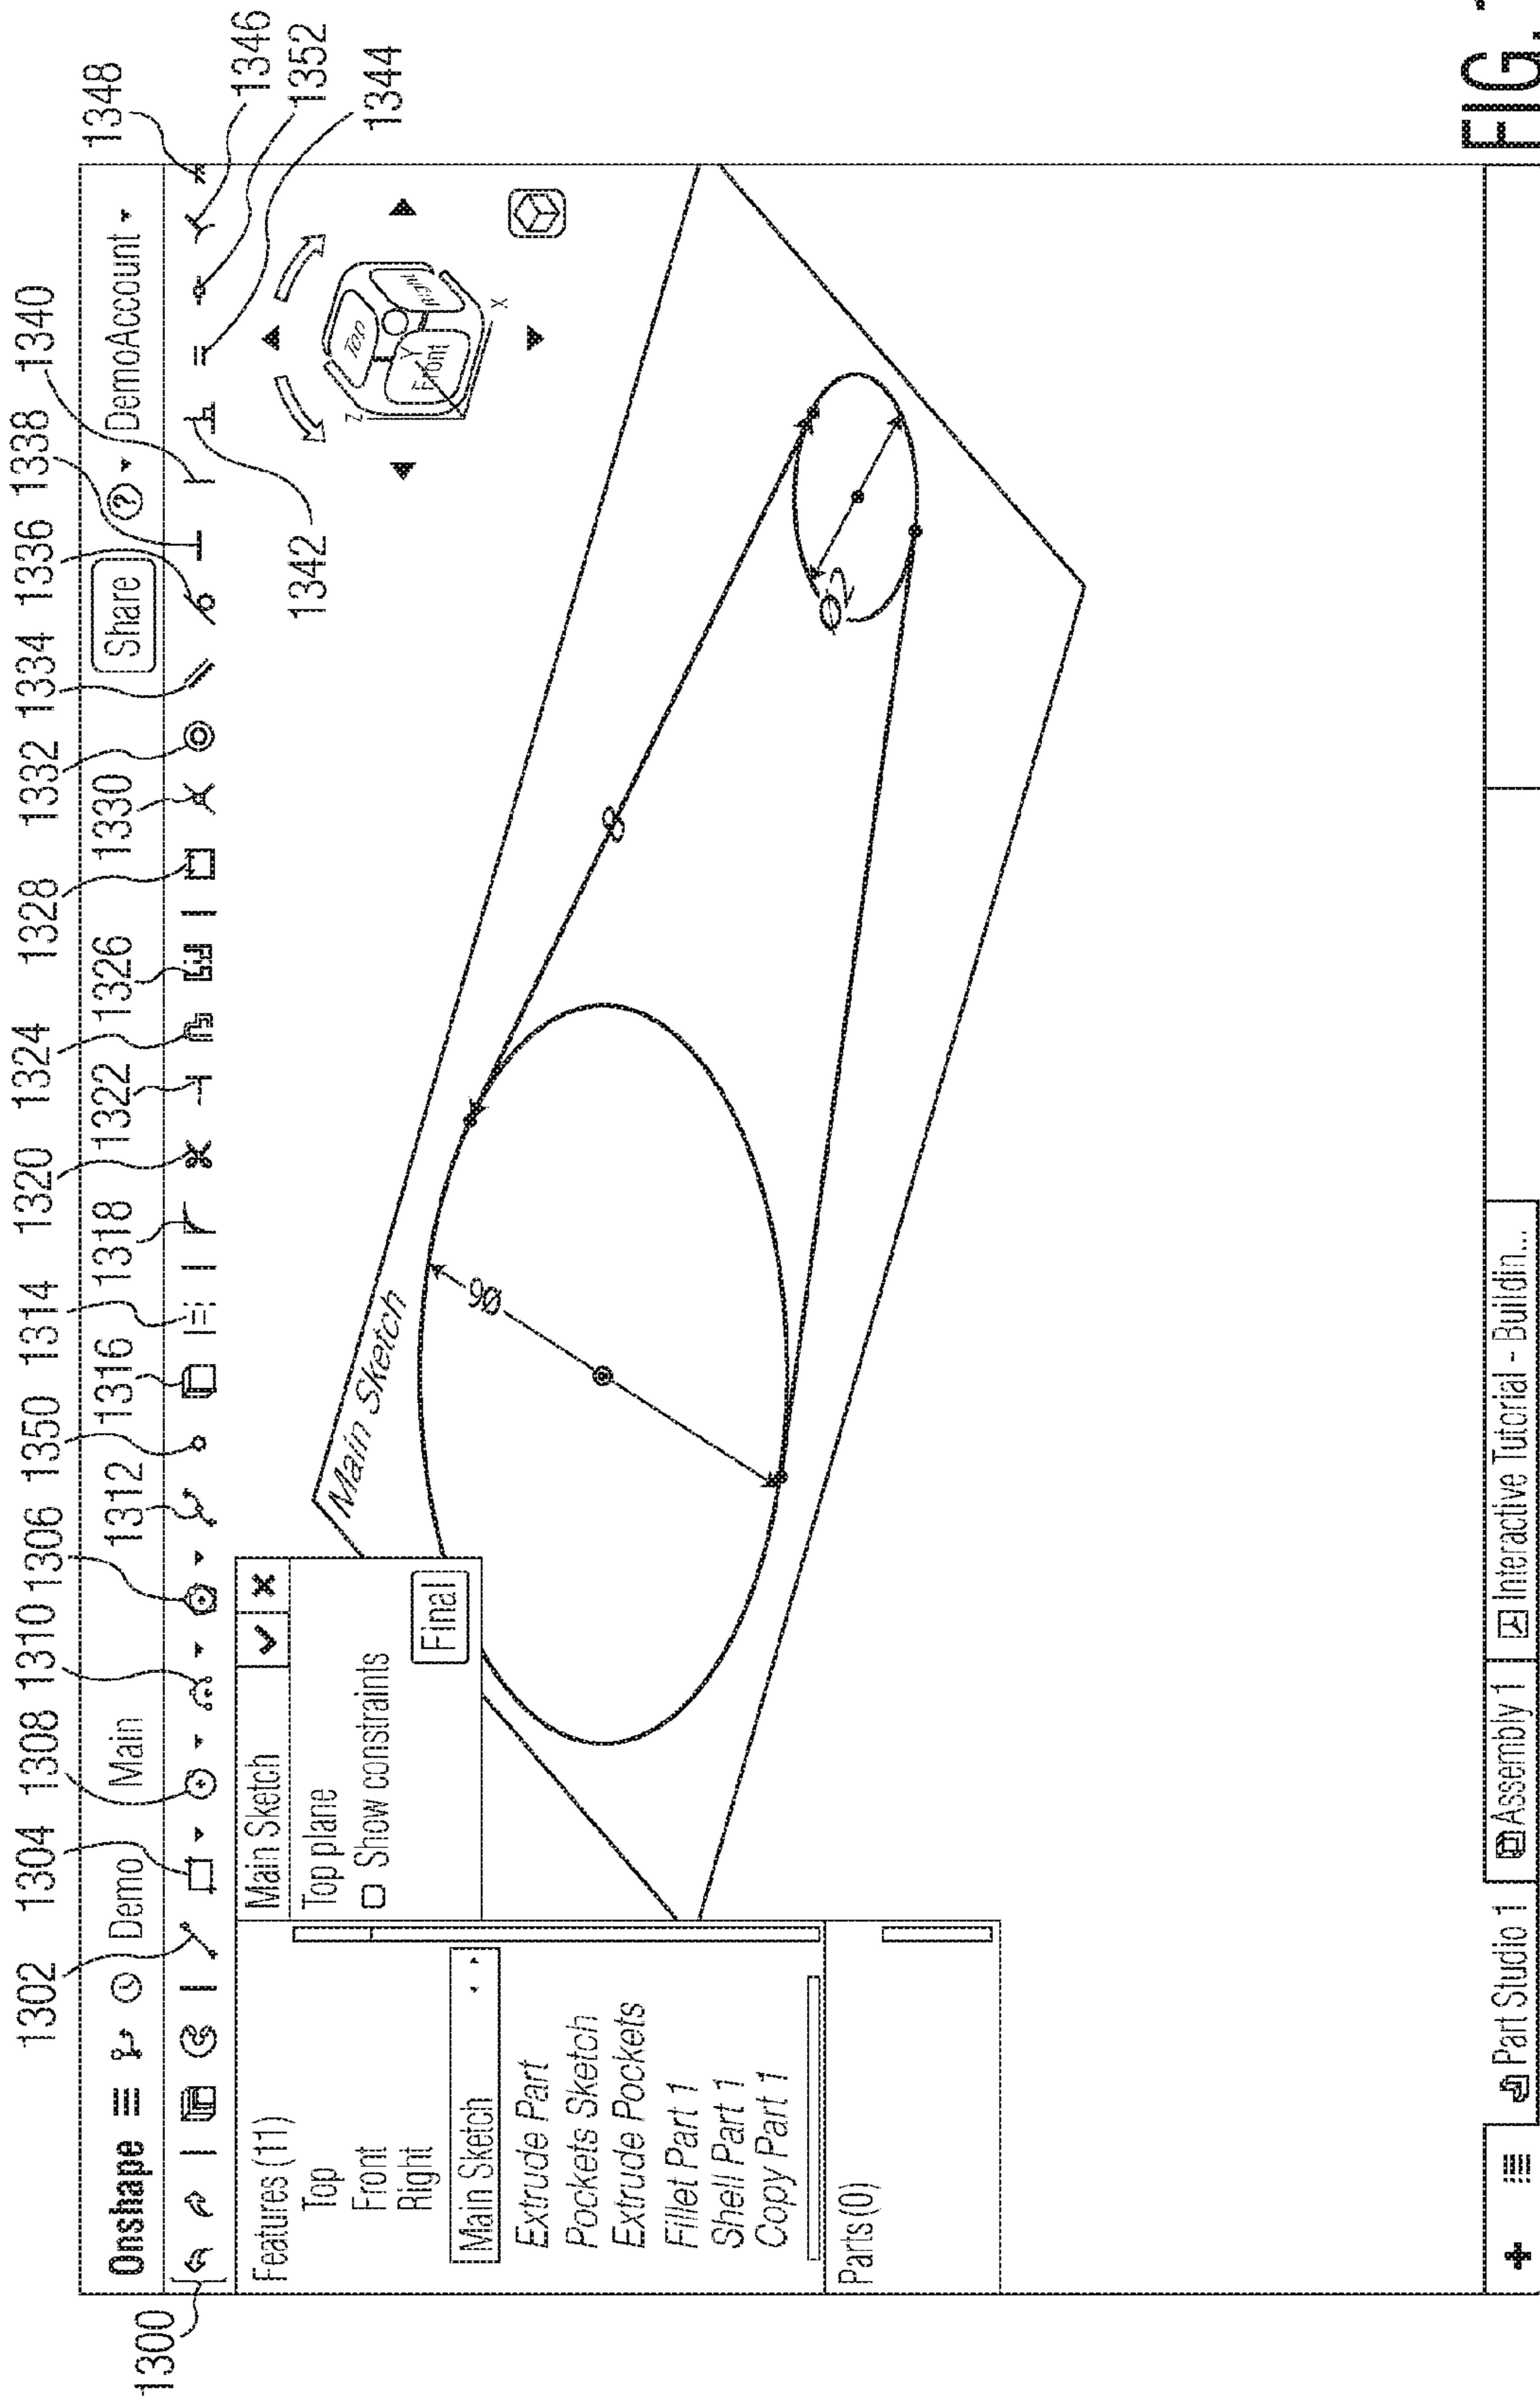 1302 1304 1308 1310 1306 1312 1350 1316 1314 1318 1320 1322 1324 1326 1328 1330 1332 1334 1336 1338 1340
1348
1346
1352
1344
1342
1300
Onshape Demo Main Share ? DemoAccount
Features (11)
Top
Front
Right
Main Sketch
Extrude Part
Pockets Sketch
Extrude Pockets
Fillet Part 1
Shell Part 1
Copy Part 1
Parts (0)
Main Sketch
Top plane
Show constraints
Final
Main Sketch
8
Z
Top
Y
Front
Right
X
Part Studio 1 Assembly 1 Interactive Tutorial - Buildin...
FIG.